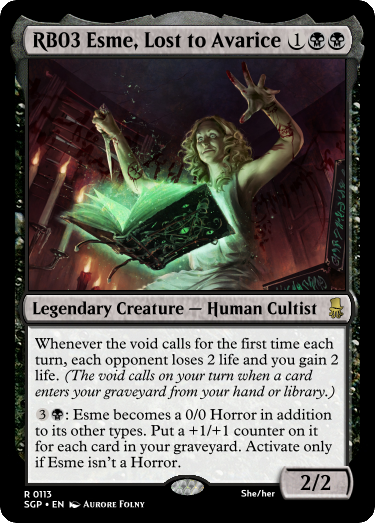 RB03 Esme, Lost to Avarice 1
Legendary Creature — Human Cultist
Whenever the void calls for the first time each
turn, each opponent loses 2 life and you gain 2
life. (The void calls on your turn when a card
enters your graveyard from your hand or library.)
3 : Esme becomes a 0/0 Horror in addition
to its other types. Put a +1/+1 counter on it
for each card in your graveyard. Activate only
if Esme isn't a Horror.
2/2
R 0113
She/her
SGP • EN Aurore Folny